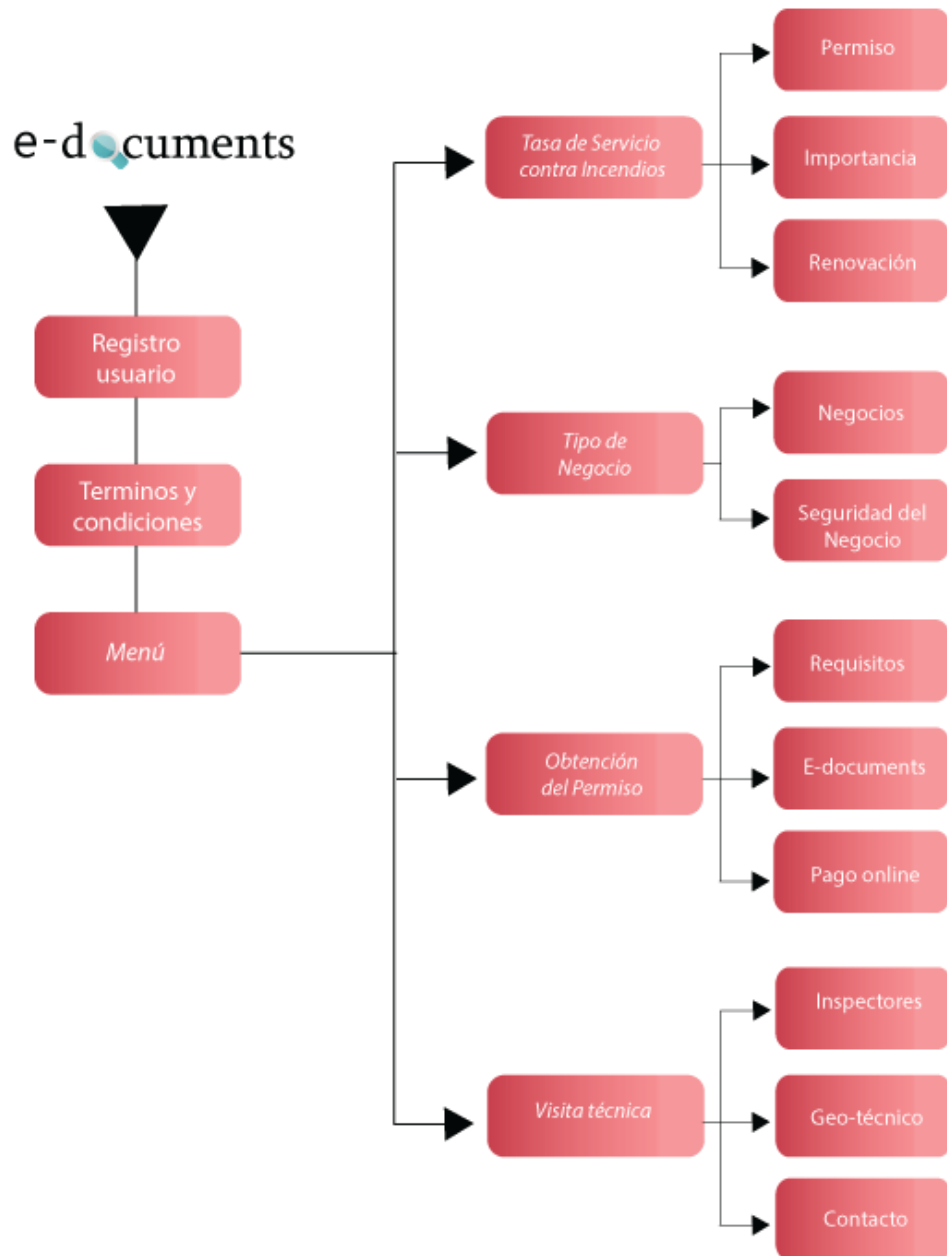 e-documents
Registro
usuario
Terminos y
condiciones
Menú
Tasa de Servicio
contra Incendios
Permiso
Importancia
Renovación
Tipo de
Negocio
Negocios
Seguridad del
Negocio
Obtención
del Permiso
Requisitos
E-documents
Pago online
Visita técnica
Inspectores
Geo-técnico
Contacto